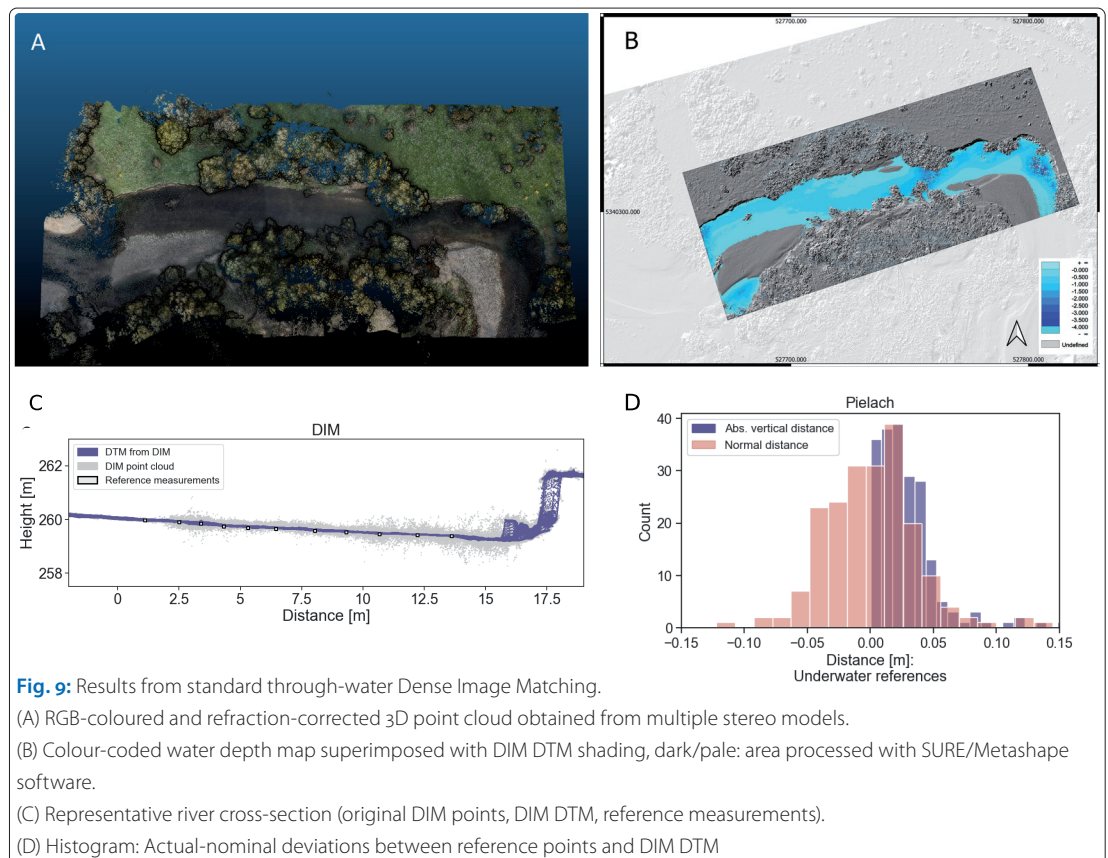 A
B
527700.000
527800.000
5340300.000
+ ∞
-0.000
-0.500
-1.000
-1.500
-2.000
-2.500
-3.000
-3.500
-4.000
- ∞
Undefined
527700.000
527800.000
C
DIM
DTM from DIM
DIM point cloud
Reference measurements
Height [m]
262
260
258
0
2.5
5
7.5
10
12.5
15
17.5
Distance [m]
D
Pielach
Abs. vertical distance
Normal distance
Count
40
30
20
10
0
−0.15
−0.10
−0.05
0.00
0.05
0.10
0.15
Distance [m]:
Underwater references
Fig. 9: Results from standard through-water Dense Image Matching.
(A) RGB-coloured and refraction-corrected 3D point cloud obtained from multiple stereo models.
(B) Colour-coded water depth map superimposed with DIM DTM shading, dark/pale: area processed with SURE/Metashape
software.
(C) Representative river cross-section (original DIM points, DIM DTM, reference measurements).
(D) Histogram: Actual-nominal deviations between reference points and DIM DTM